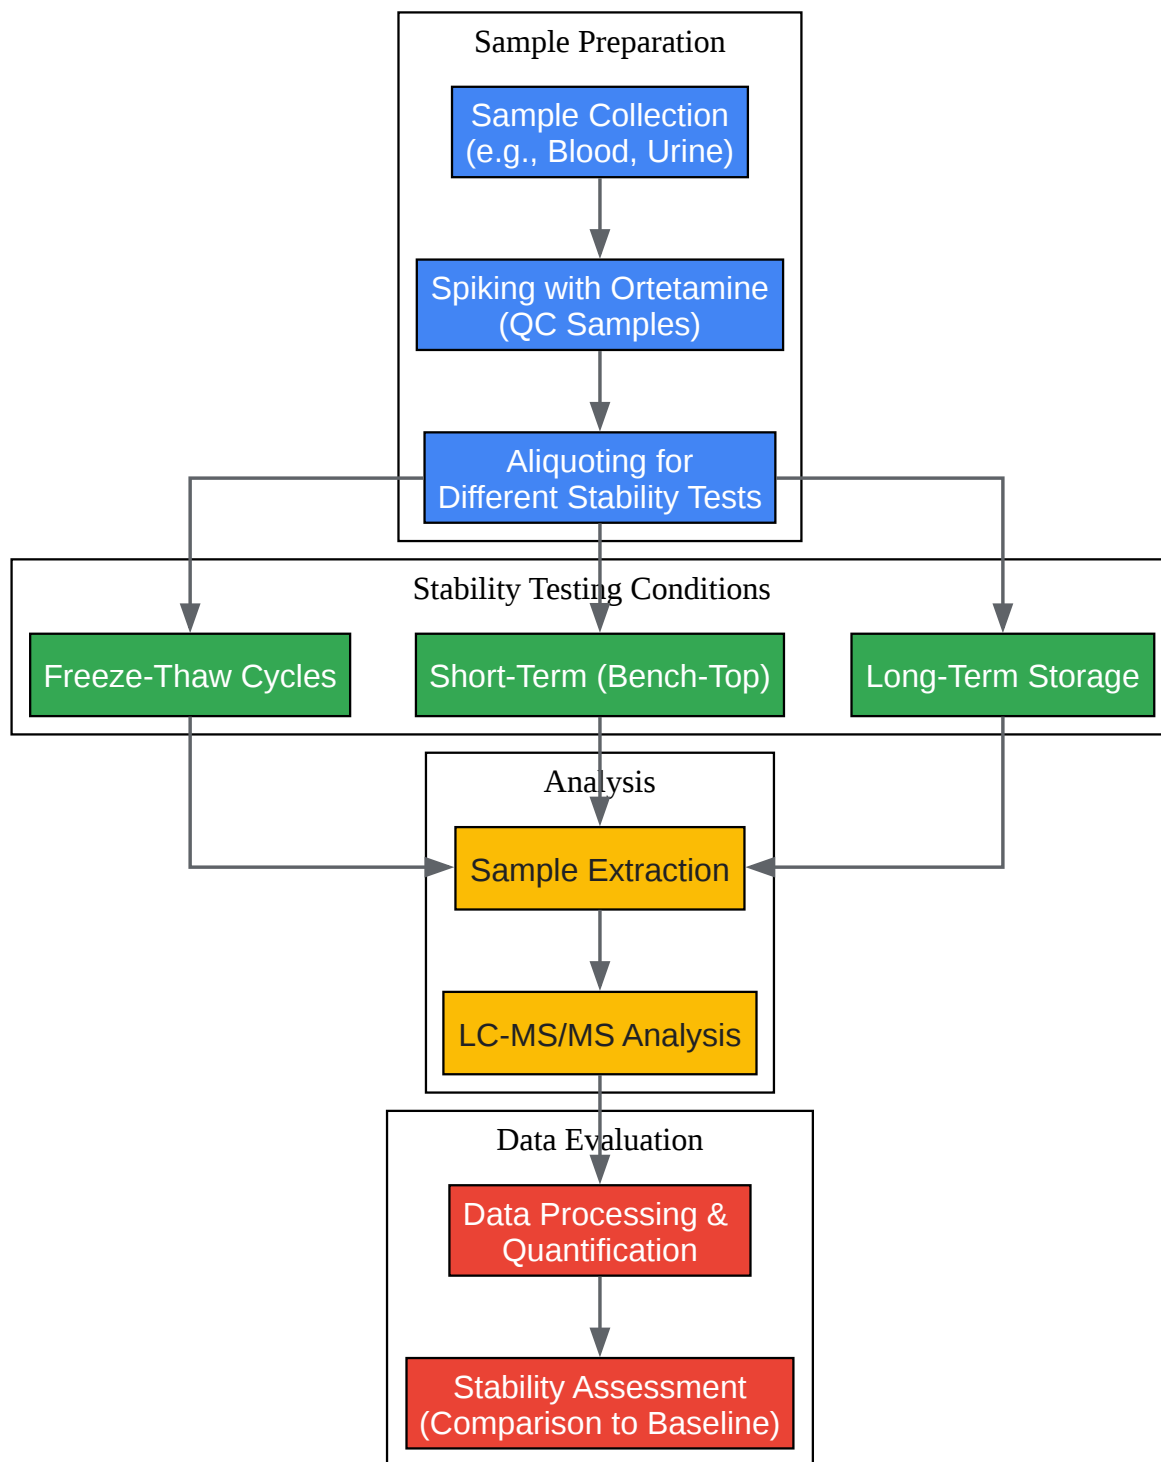 Sample Preparation
Sample Collection
(e.g., Blood, Urine)
Spiking with Ortetamine
(QC Samples)
Aliquoting for
Different Stability Tests
Stability Testing Conditions
Freeze-Thaw Cycles
Short-Term (Bench-Top)
Long-Term Storage
Analysis
Sample Extraction
LC-MS/MS Analysis
Data Evaluation
Data Processing &
Quantification
Stability Assessment
(Comparison to Baseline)